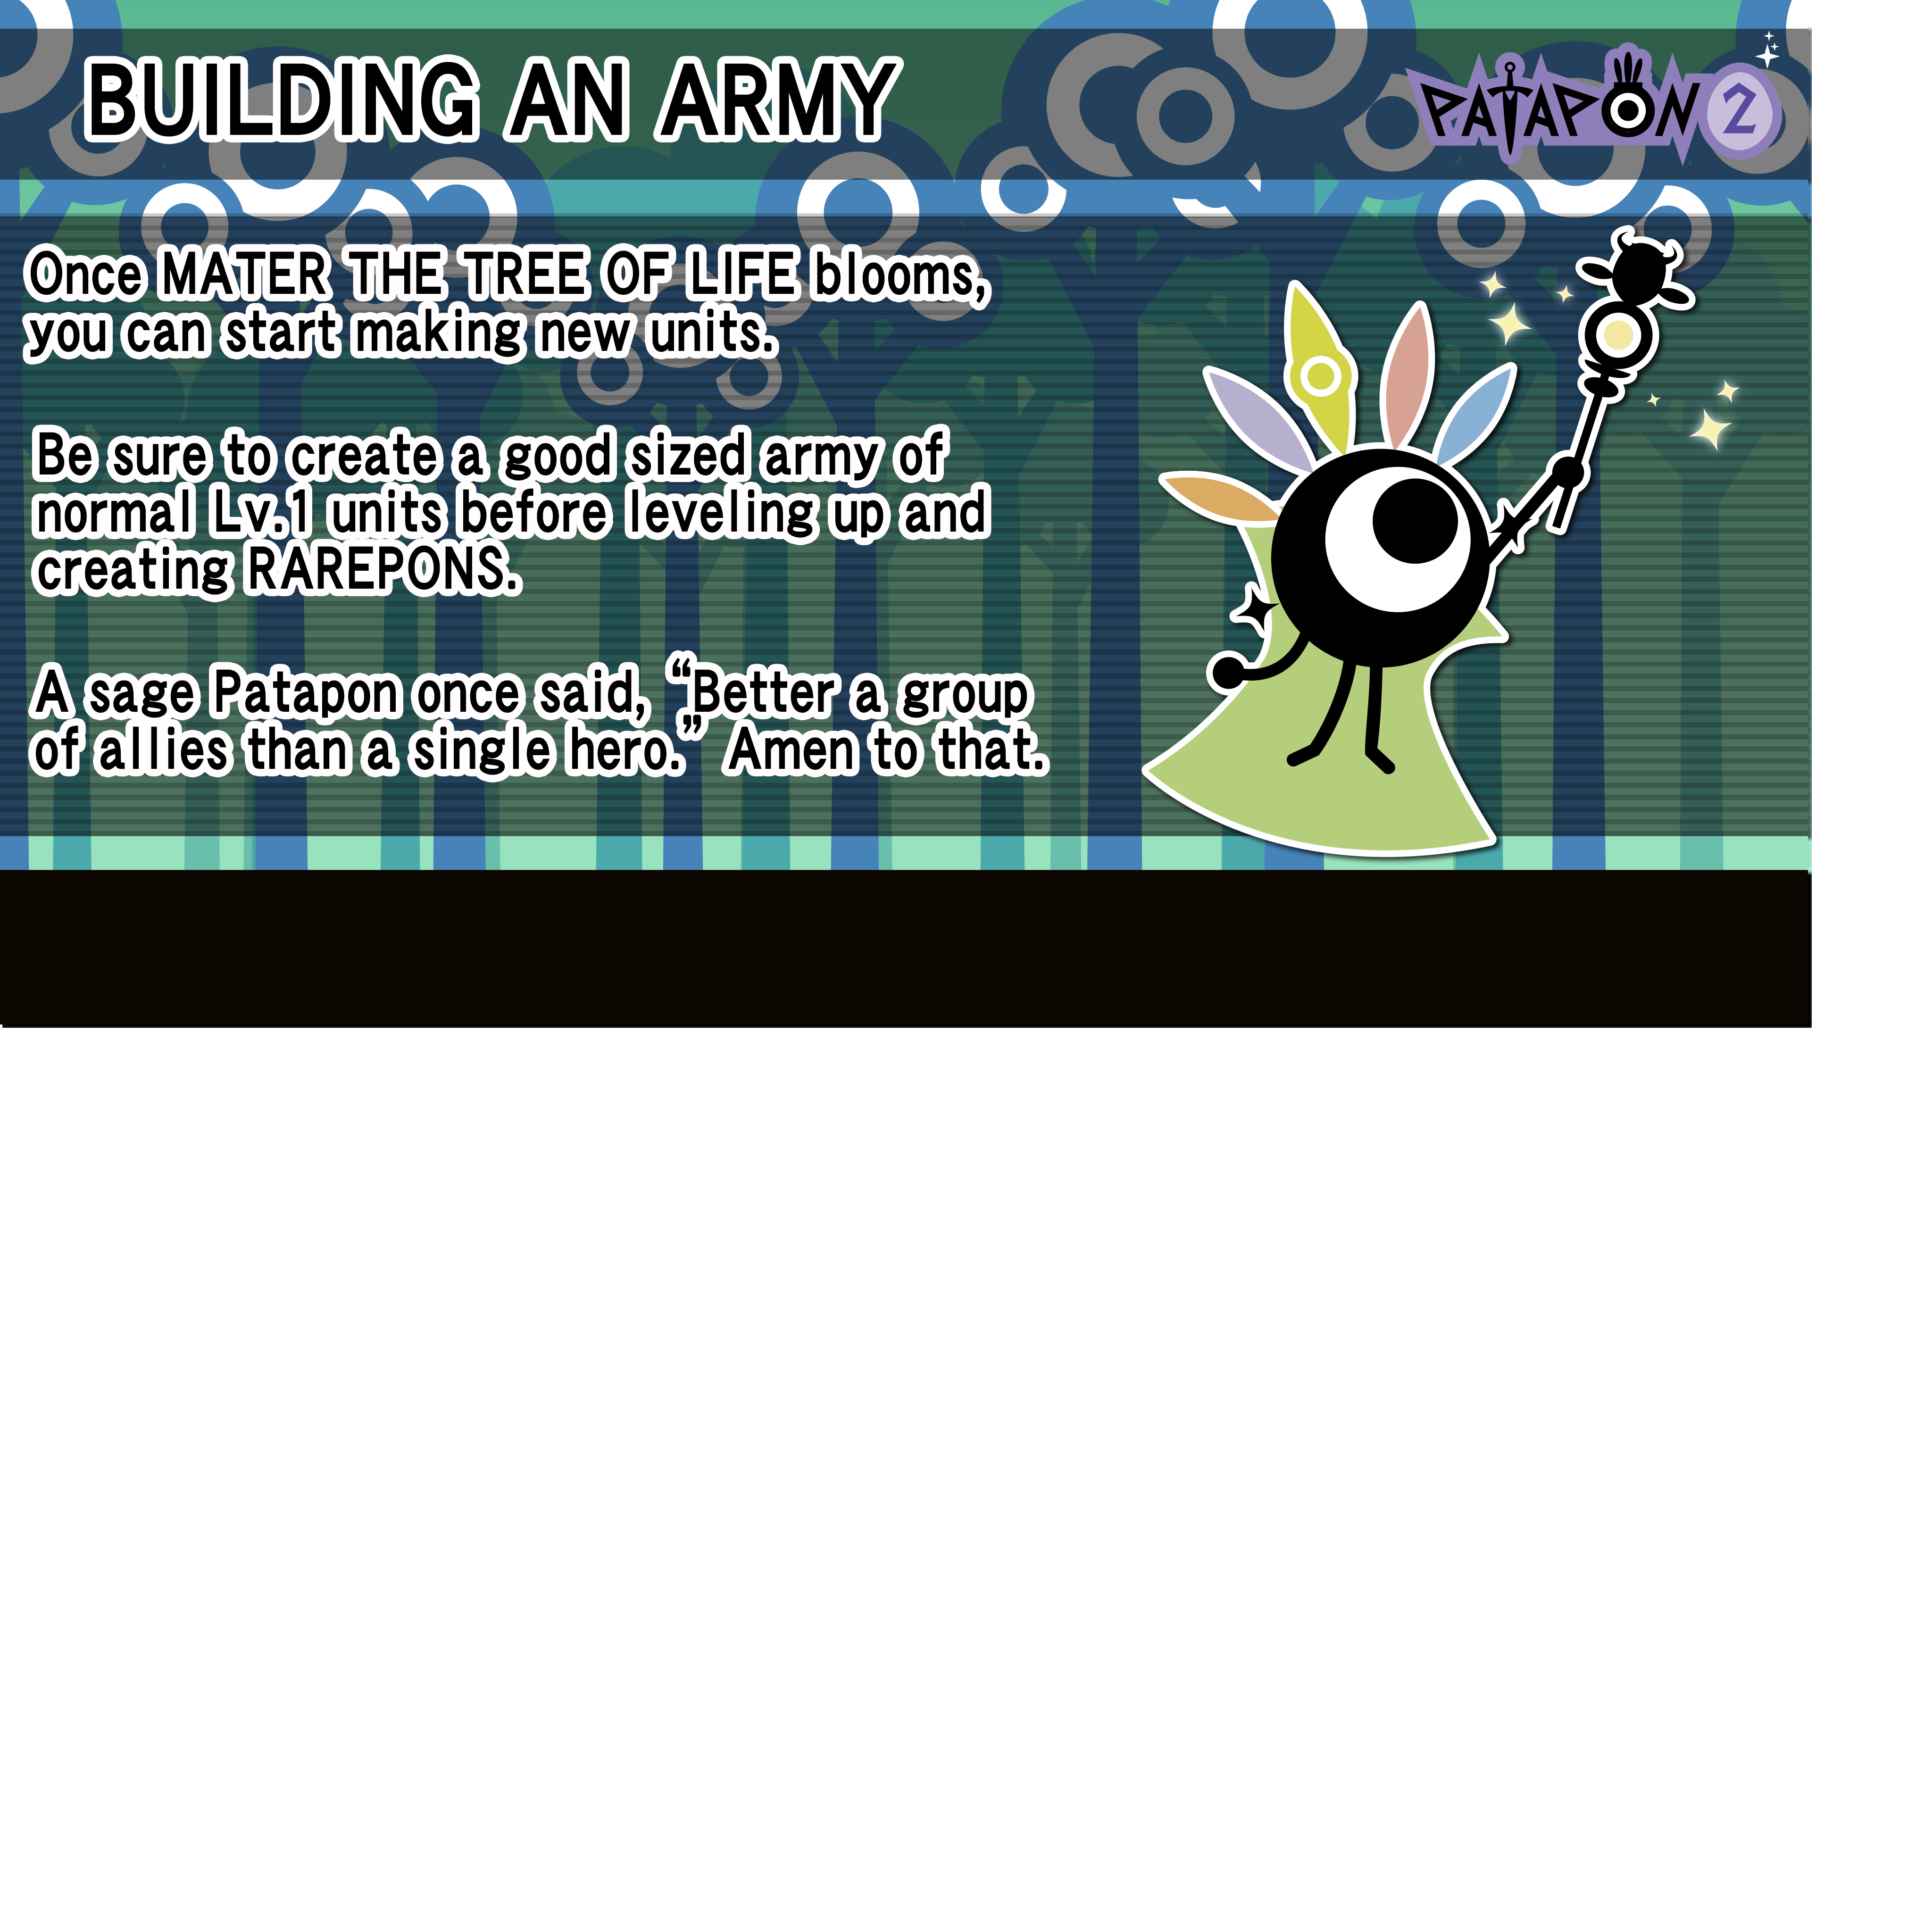 BUILDING AN ARMY
PATAPON 2
Once MATER THE TREE OF LIFE blooms,
you can start making new units.
Be sure to create a good sized army of
normal Lv.1 units before leveling up and
creating RAREPONS.
A sage Patapon once said, “Better a group
of allies than a single hero.” Amen to that.